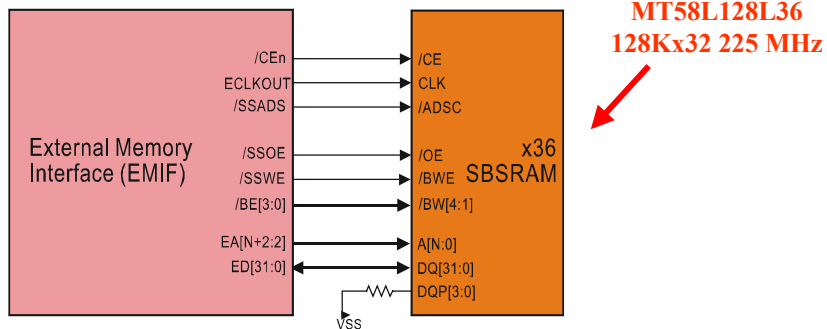 MT58L128L36
128Kx32 225 MHz
External Memory
Interface (EMIF)
/CEn
ECLKOUT
/SSADS
/SSOE
/SSWE
/BE[3:0]
EA[N+2:2]
ED[31:0]
/CE
CLK
/ADSC
/OE
/BWE
/BW[4:1]
A[N:0]
DQ[31:0]
DQP[3:0]
x36
SBSRAM
VSS